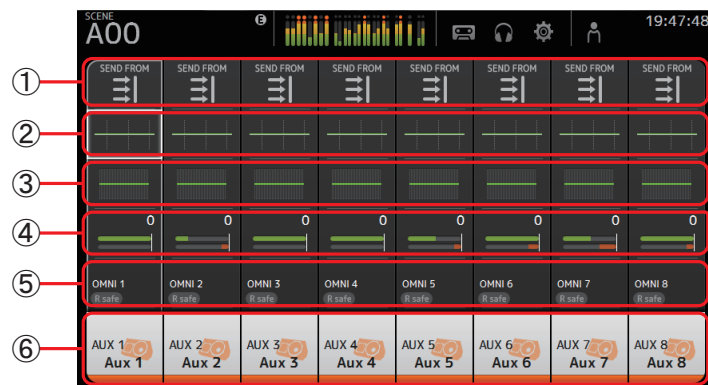 SCENE
A00
E
19:47:48
① SEND FROM SEND FROM SEND FROM SEND FROM SEND FROM SEND FROM SEND FROM SEND FROM
②
③
④ 0 0 0 0 0 0 0 0
⑤ OMNI 1 OMNI 2 OMNI 3 OMNI 4 OMNI 5 OMNI 6 OMNI 7 OMNI 8
R safe R safe R safe R safe R safe R safe R safe R safe
⑥ AUX 1 AUX 2 AUX 3 AUX 4 AUX 5 AUX 6 AUX 7 AUX 8
Aux 1 Aux 2 Aux 3 Aux 4 Aux 5 Aux 6 Aux 7 Aux 8